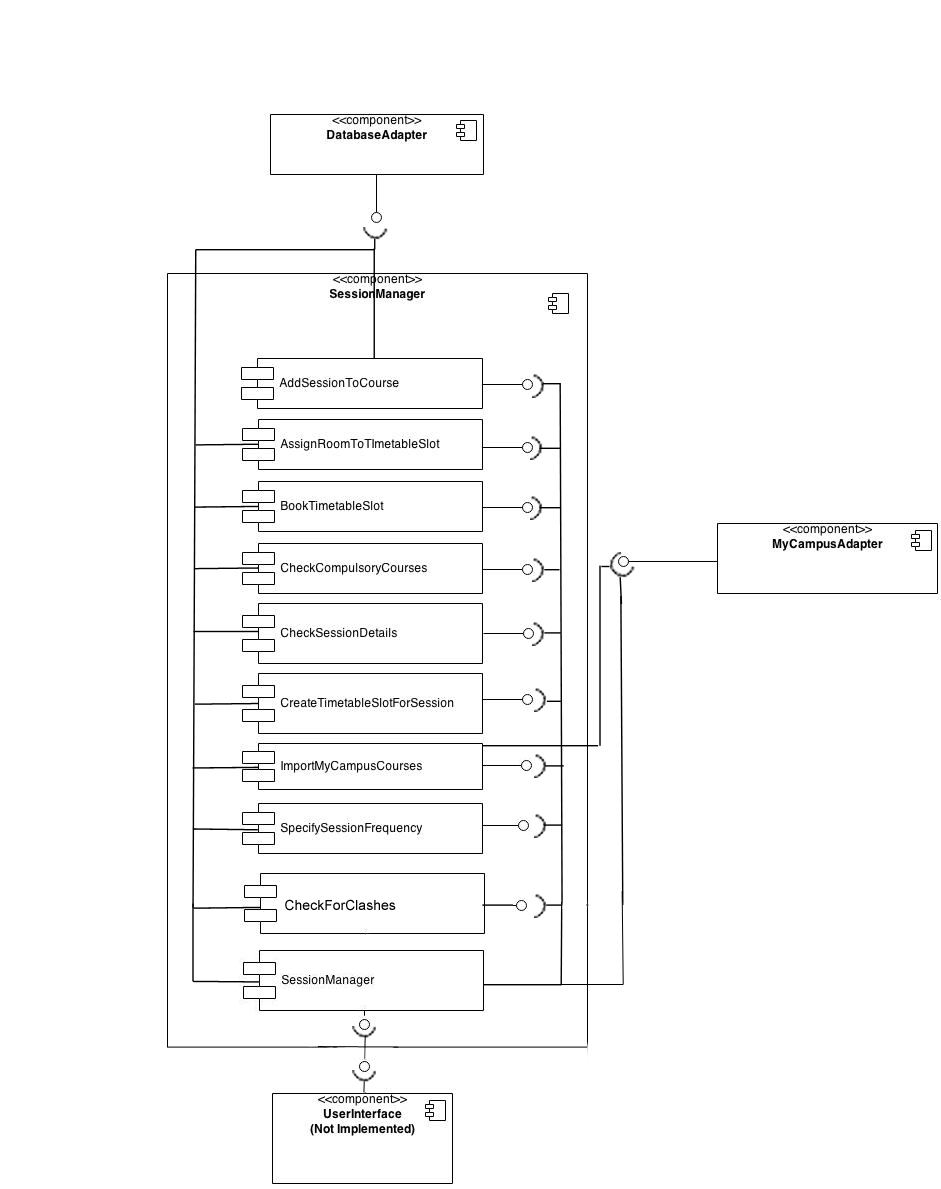 <<component>>
DatabaseAdapter
<<component>>
SessionManager
AddSessionToCourse
AssignRoomToTImetableSlot
BookTimetableSlot
CheckCompulsoryCourses
<<component>>
MyCampusAdapter
CheckSessionDetails
CreateTimetableSlotForSession
ImportMyCampusCourses
SpecifySessionFrequency
CheckForClashes
SessionManager
<<component>>
UserInterface
(Not Implemented)